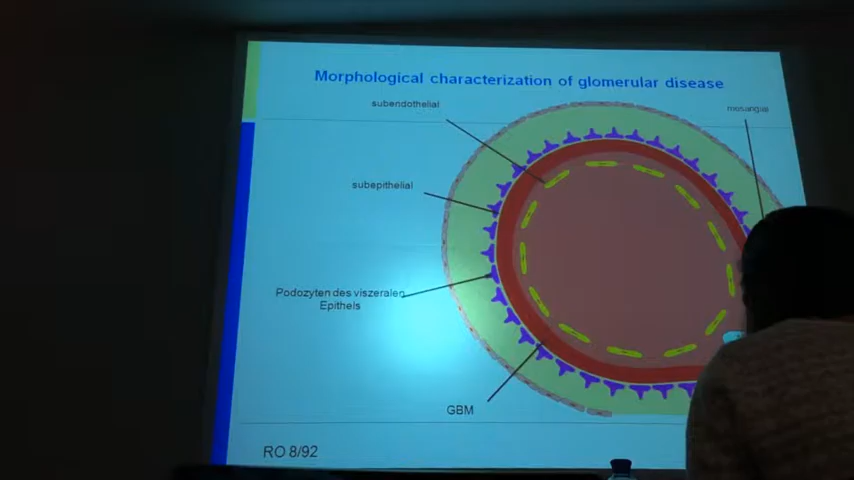 Morphological characterization of glomerular disease
subendothelial
mesangial
subepithelial
Podozyten des viszeralen
Epithels
GBM
RO 8/92